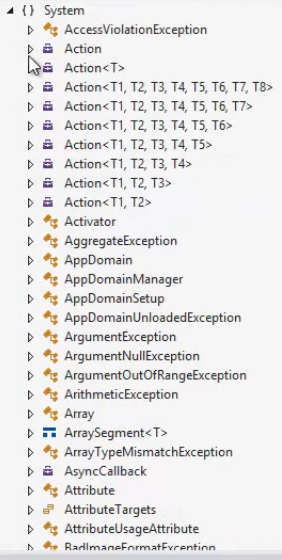 { } System
AccessViolationException
Action
Action<T>
Action<T1, T2, T3, T4, T5, T6, T7, T8>
Action<T1, T2, T3, T4, T5, T6, T7>
Action<T1, T2, T3, T4, T5, T6>
Action<T1, T2, T3, T4, T5>
Action<T1, T2, T3, T4>
Action<T1, T2, T3>
Action<T1, T2>
Activator
AggregateException
AppDomain
AppDomainManager
AppDomainSetup
AppDomainUnloadedException
ArgumentException
ArgumentNullException
ArgumentOutOfRangeException
ArithmeticException
Array
ArraySegment<T>
ArrayTypeMismatchException
AsyncCallback
Attribute
AttributeTargets
AttributeUsageAttribute
BadImageFormatException